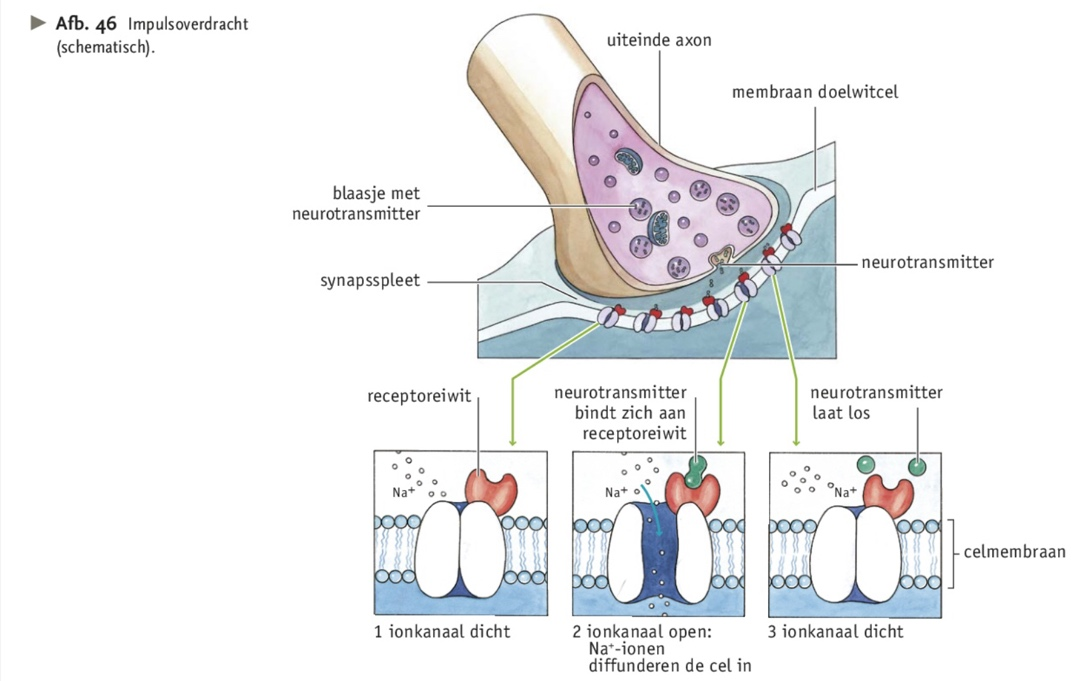 ▶ Afb. 46 Impulsoverdracht
(schematisch).
uiteinde axon
membraan doelwitcel
blaasje met
neurotransmitter
neurotransmitter
synapsspleet
receptoreiwit
neurotransmitter
bindt zich aan
receptoreiwit
neurotransmitter
laat los
Na⁺
Na⁺
Na⁺
celmembraan
1 ionkanaal dicht
2 ionkanaal open:
Na⁺-ionen
diffunderen de cel in
3 ionkanaal dicht